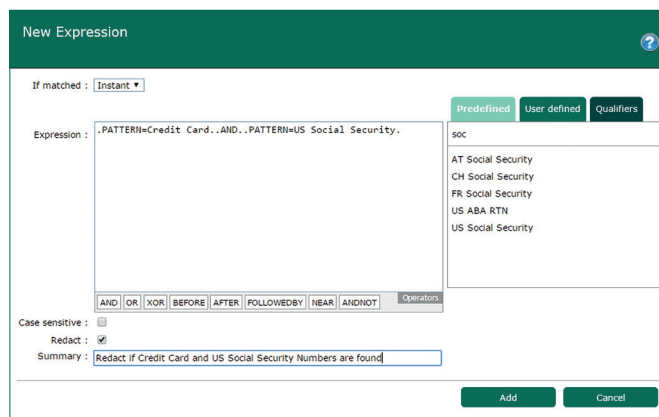 New Expression
?
If matched : Instant ▼
Predefined User defined Qualifiers
Expression : .PATTERN=Credit Card..AND..PATTERN=US Social Security.
soc
AT Social Security
CH Social Security
FR Social Security
US ABA RTN
US Social Security
AND OR XOR BEFORE AFTER FOLLOWEDBY NEAR ANDNOT Operators
Case sensitive :
Redact :
Summary : Redact if Credit Card and US Social Security Numbers are found
Add Cancel